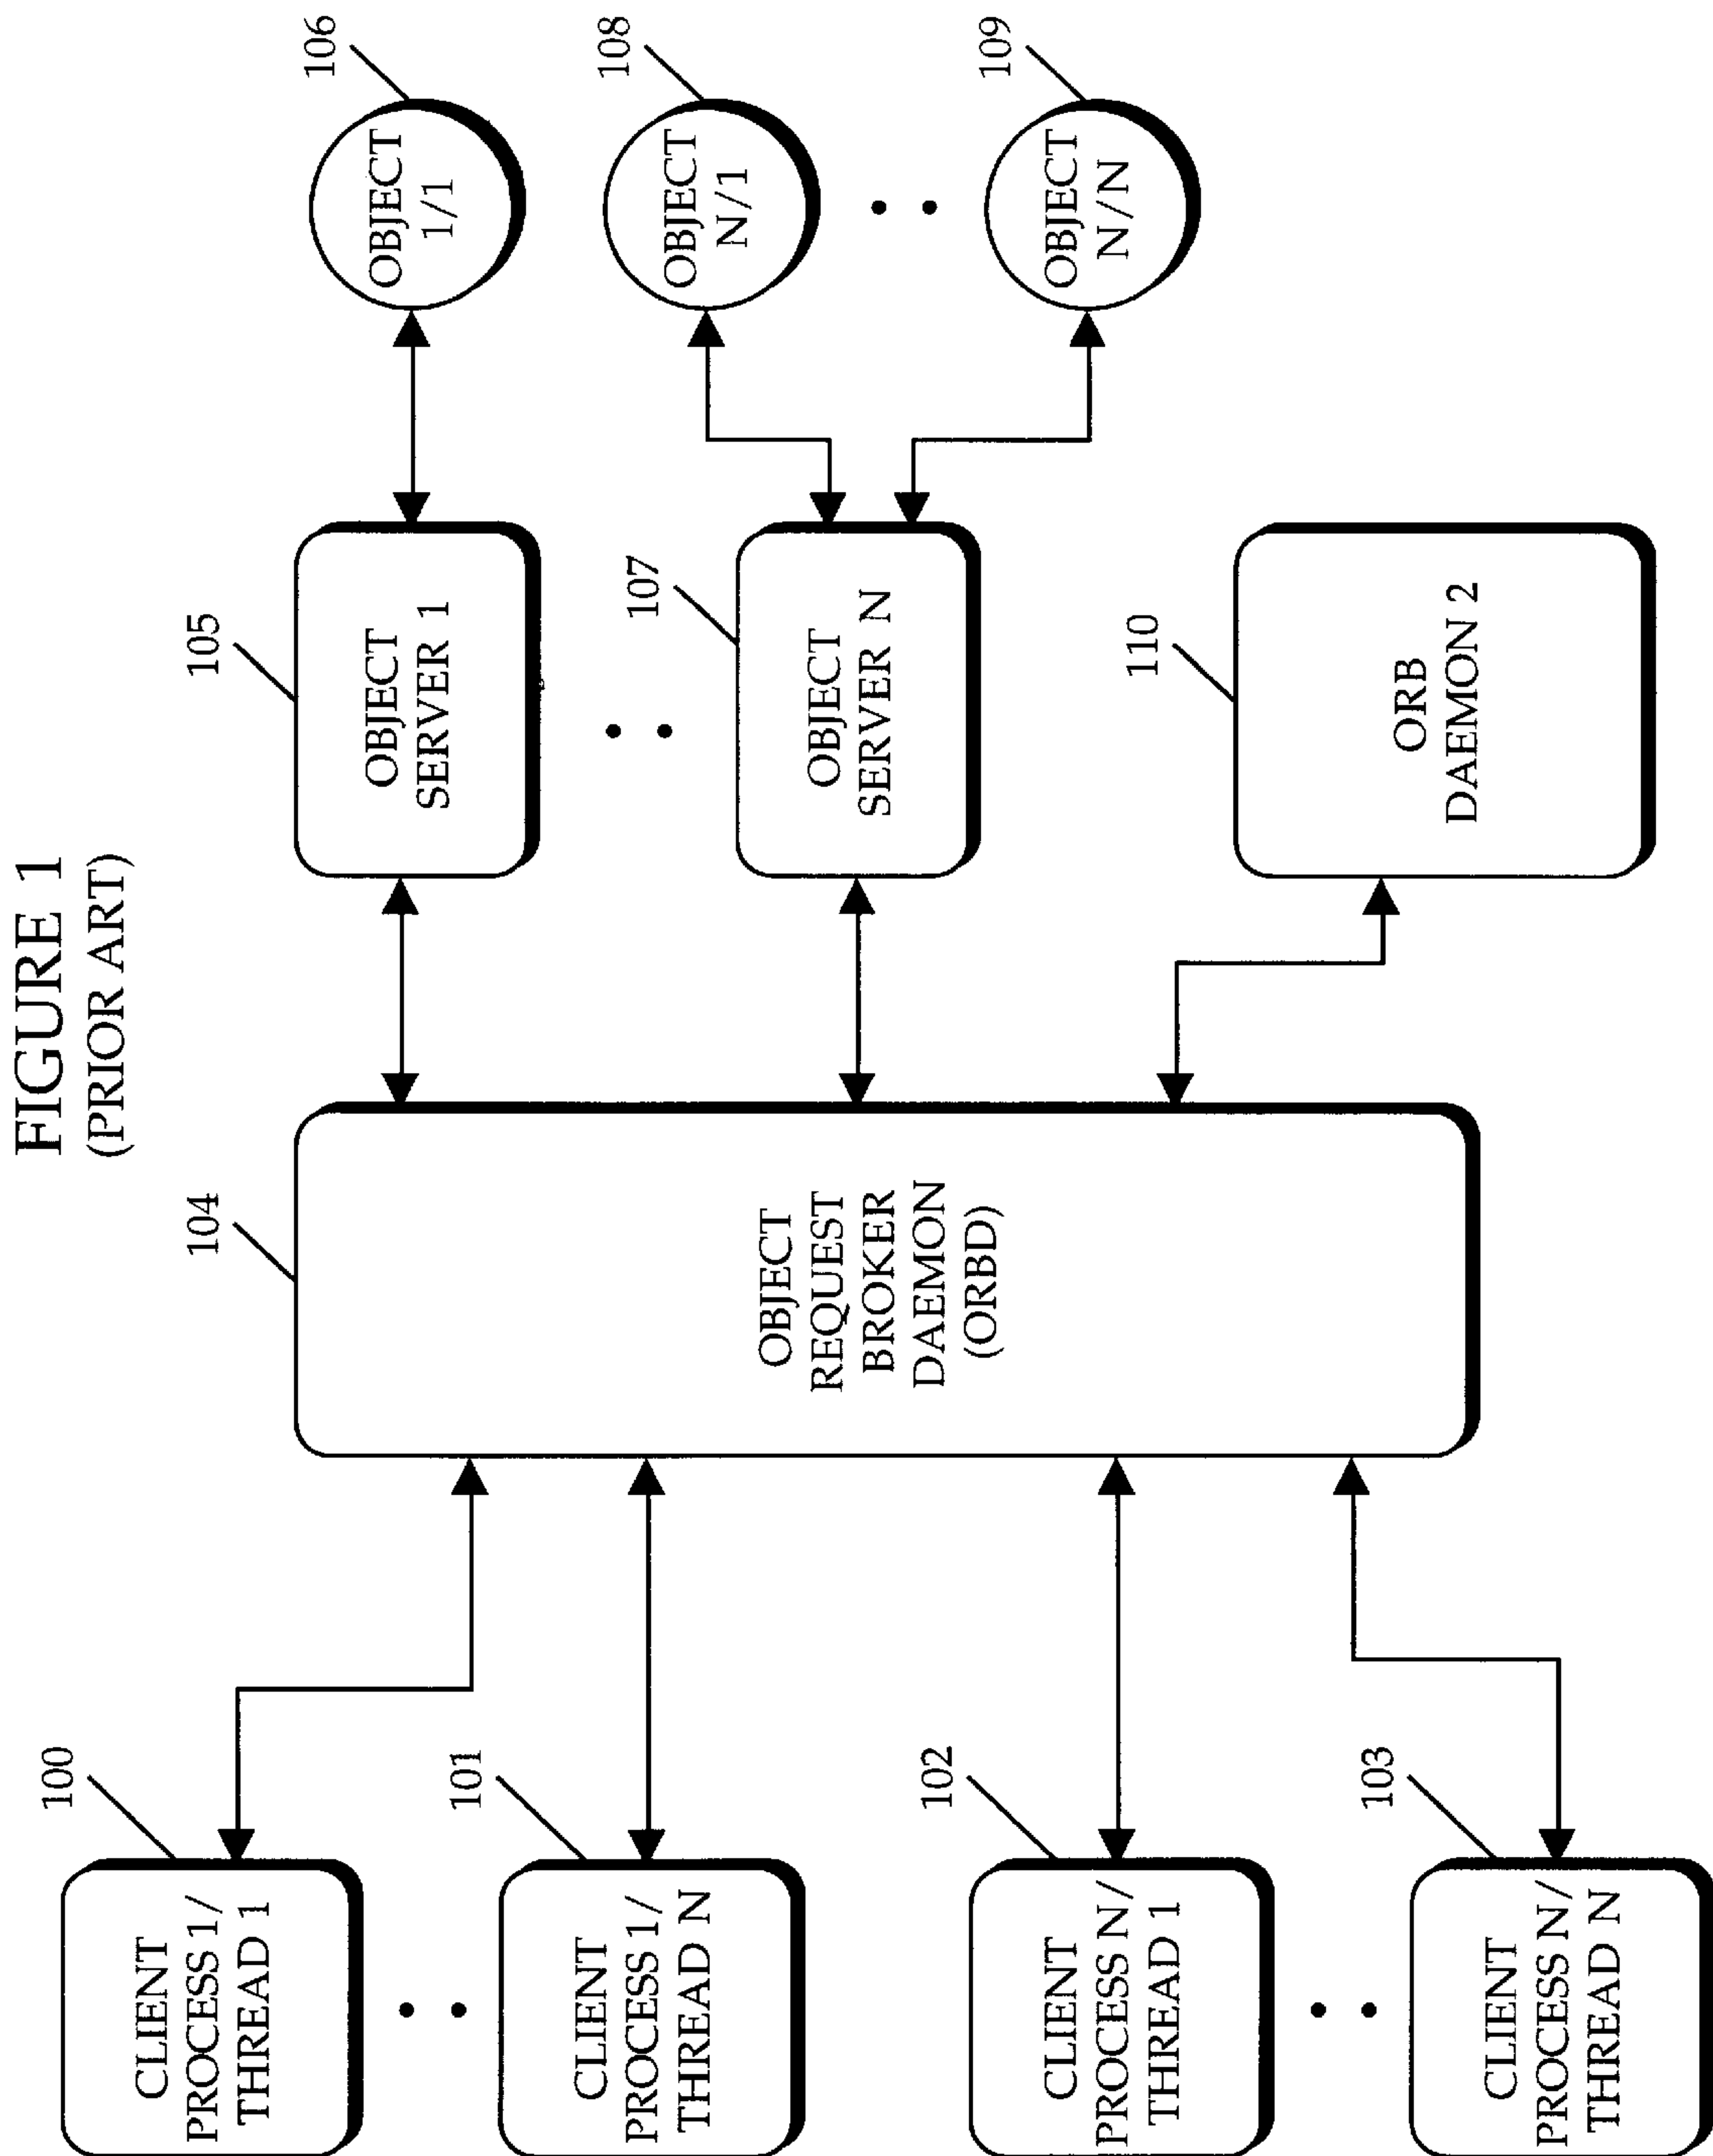 FIGURE 1
(PRIOR ART)
100
CLIENT
PROCESS 1/
THREAD 1
101
CLIENT
PROCESS 1/
THREAD N
102
CLIENT
PROCESS N/
THREAD 1
103
CLIENT
PROCESS N/
THREAD N
104
OBJECT
REQUEST
BROKER
DAEMON
(ORBD)
105
OBJECT
SERVER 1
107
OBJECT
SERVER N
110
ORB
DAEMON 2
106
OBJECT
1/1
108
OBJECT
N/1
109
OBJECT
N/N